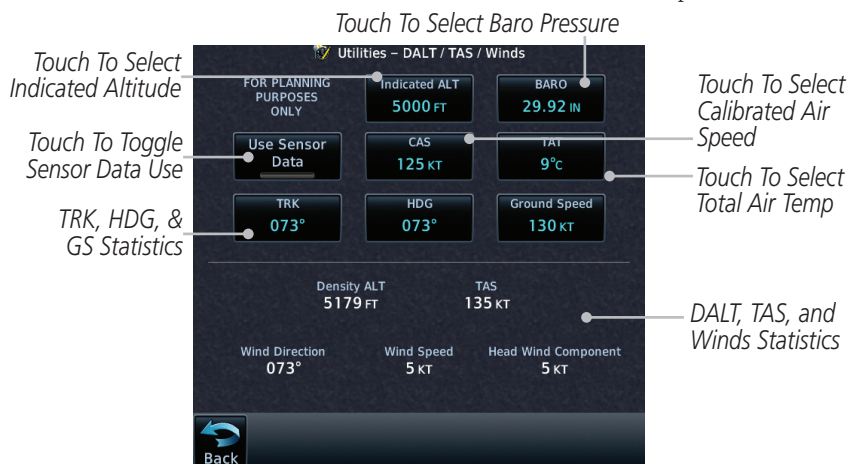 Touch To Select Baro Pressure
Utilities – DALT / TAS / Winds
Touch To Select
Indicated Altitude
FOR PLANNING
PURPOSES
ONLY
Indicated ALT
5000 FT
BARO
29.92 IN
Touch To Select
Calibrated Air
Speed
Touch To Toggle
Sensor Data Use
Use Sensor
Data
CAS
125 KT
TAT
9°C
Touch To Select
Total Air Temp
TRK, HDG, &
GS Statistics
TRK
073°
HDG
073°
Ground Speed
130 KT
Density ALT
5179 FT
TAS
135 KT
DALT, TAS, and
Winds Statistics
Wind Direction
073°
Wind Speed
5 KT
Head Wind Component
5 KT
Back